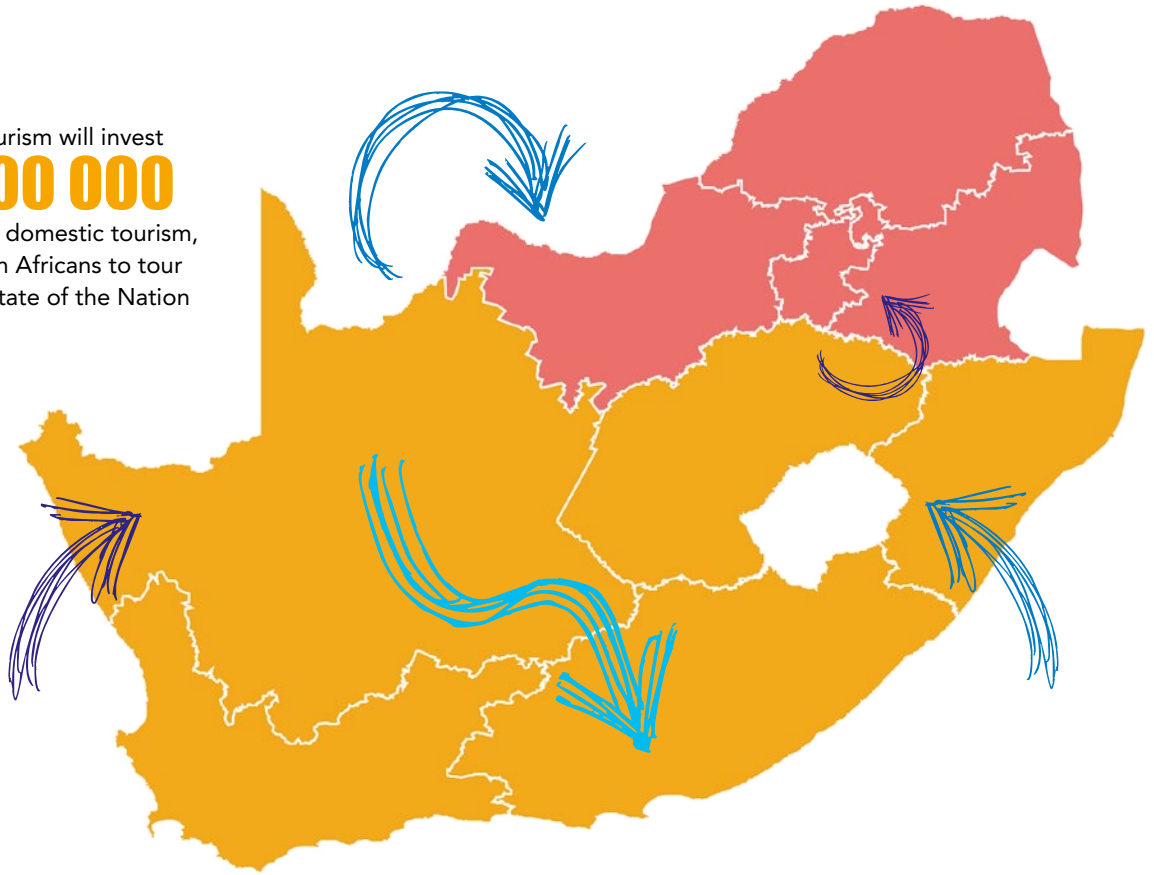 urism will invest
00 000
domestic tourism,
n Africans to tour
tate of the Nation